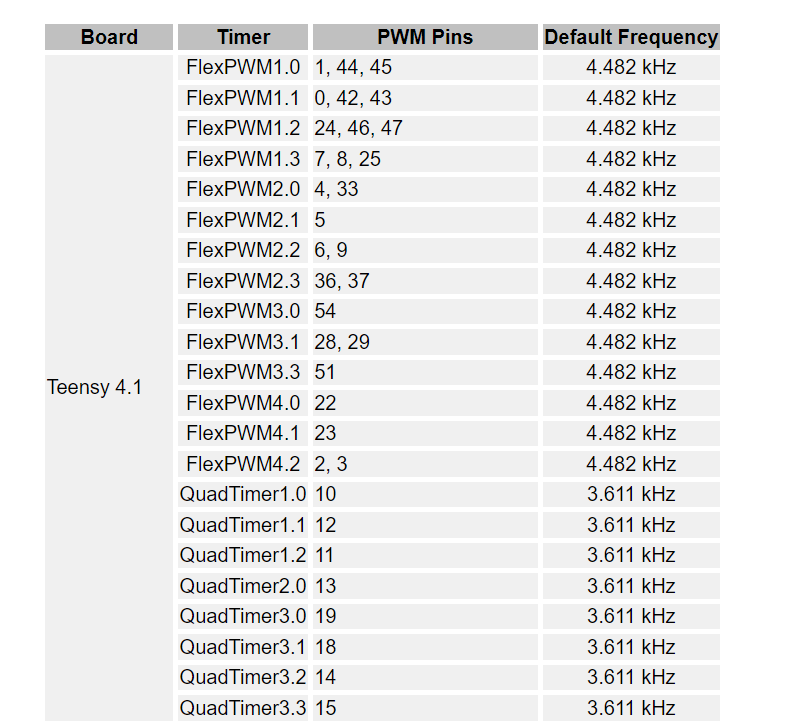 Board Timer PWM Pins Default Frequency
FlexPWM1.0 1, 44, 45 4.482 kHz
FlexPWM1.1 0, 42, 43 4.482 kHz
FlexPWM1.2 24, 46, 47 4.482 kHz
FlexPWM1.3 7, 8, 25 4.482 kHz
FlexPWM2.0 4, 33 4.482 kHz
FlexPWM2.1 5 4.482 kHz
FlexPWM2.2 6, 9 4.482 kHz
FlexPWM2.3 36, 37 4.482 kHz
FlexPWM3.0 54 4.482 kHz
FlexPWM3.1 28, 29 4.482 kHz
FlexPWM3.3 51 4.482 kHz
Teensy 4.1
FlexPWM4.0 22 4.482 kHz
FlexPWM4.1 23 4.482 kHz
FlexPWM4.2 2, 3 4.482 kHz
QuadTimer1.0 10 3.611 kHz
QuadTimer1.1 12 3.611 kHz
QuadTimer1.2 11 3.611 kHz
QuadTimer2.0 13 3.611 kHz
QuadTimer3.0 19 3.611 kHz
QuadTimer3.1 18 3.611 kHz
QuadTimer3.2 14 3.611 kHz
QuadTimer3.3 15 3.611 kHz